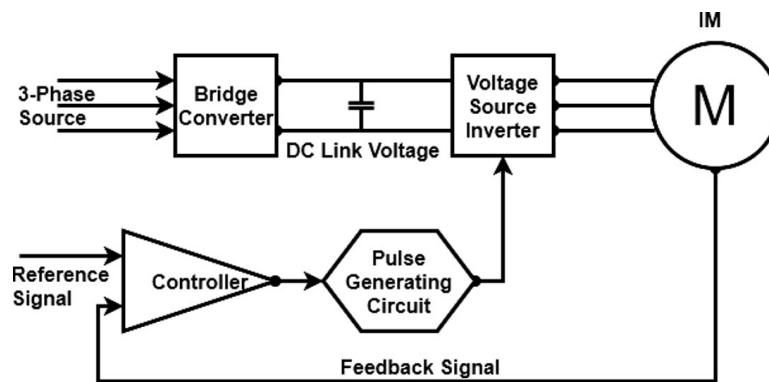 IM
3-Phase
Source
Bridge
Converter
DC Link Voltage
Voltage
Source
Inverter
M
Reference
Signal
Controller
Pulse
Generating
Circuit
Feedback Signal